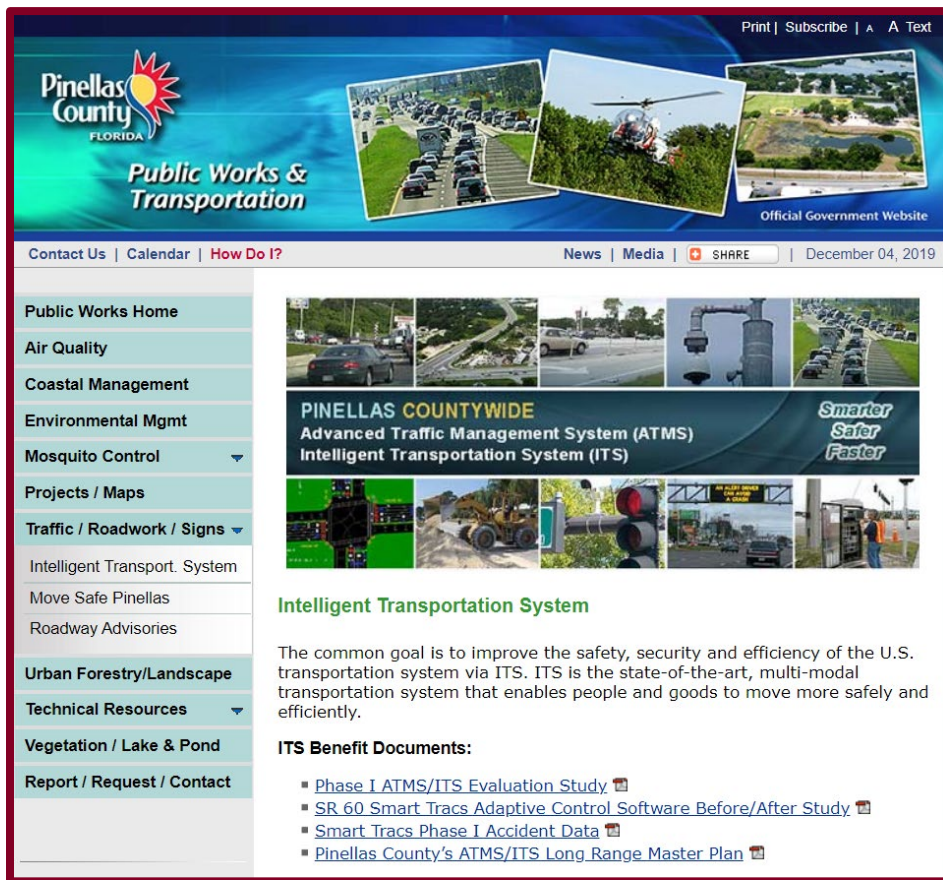 Print | Subscribe | A A Text
Pinellas
County
FLORIDA
Public Works &
Transportation
Official Government Website
Contact Us | Calendar | How Do I? News | Media | SHARE | December 04, 2019
Public Works Home
Air Quality
Coastal Management
Environmental Mgmt
Mosquito Control
Projects / Maps
Traffic / Roadwork / Signs
Intelligent Transport. System
Move Safe Pinellas
Roadway Advisories
Urban Forestry/Landscape
Technical Resources
Vegetation / Lake & Pond
Report / Request / Contact
PINELLAS COUNTYWIDE
Advanced Traffic Management System (ATMS)
Intelligent Transportation System (ITS)
Smarter
Safer
Faster
AN ALERT DRIVER
CAN AVOID
A CRASH
Intelligent Transportation System
The common goal is to improve the safety, security and efficiency of the U.S.
transportation system via ITS. ITS is the state-of-the-art, multi-modal
transportation system that enables people and goods to move more safely and
efficiently.
ITS Benefit Documents:
Phase I ATMS/ITS Evaluation Study
SR 60 Smart Tracs Adaptive Control Software Before/After Study
Smart Tracs Phase I Accident Data
Pinellas County's ATMS/ITS Long Range Master Plan